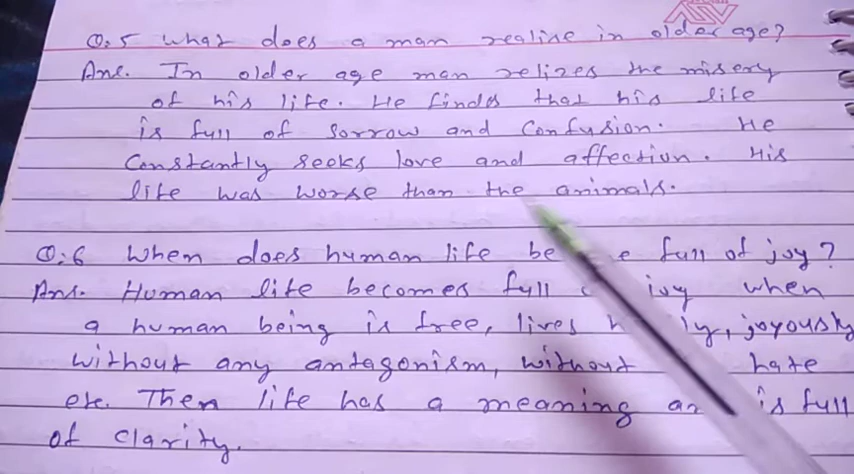 Q.5 What does a man realise in older age?
Ans. In older age man relizes the misery
of his life. He finds that his life
is full of sorrow and confusion. He
constantly seeks love and affection. His
life was worse than the animals.
Q.6 When does human life be e full of joy?
Ans. Human life becomes full joy when
a human being is free, lives joyously
without any antagonism, without hate
etc. Then life has a meaning is full
of clarity.